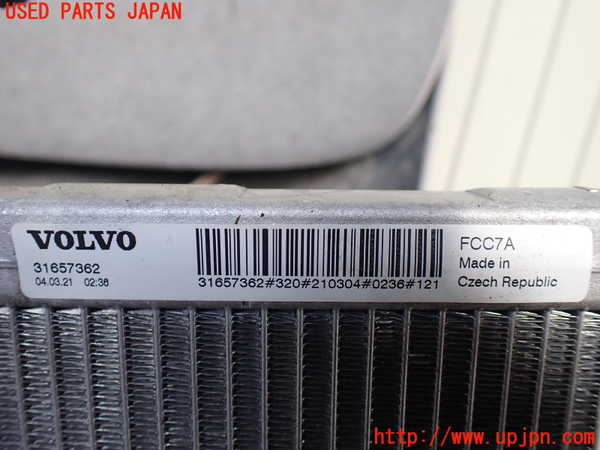 USED PARTS JAPAN
VOLVO
31657362
04.03.21 02:36
31657362#320#210304#0236#121
FCC7A
Made in
Czech Republic
http://www.upjpn.com/